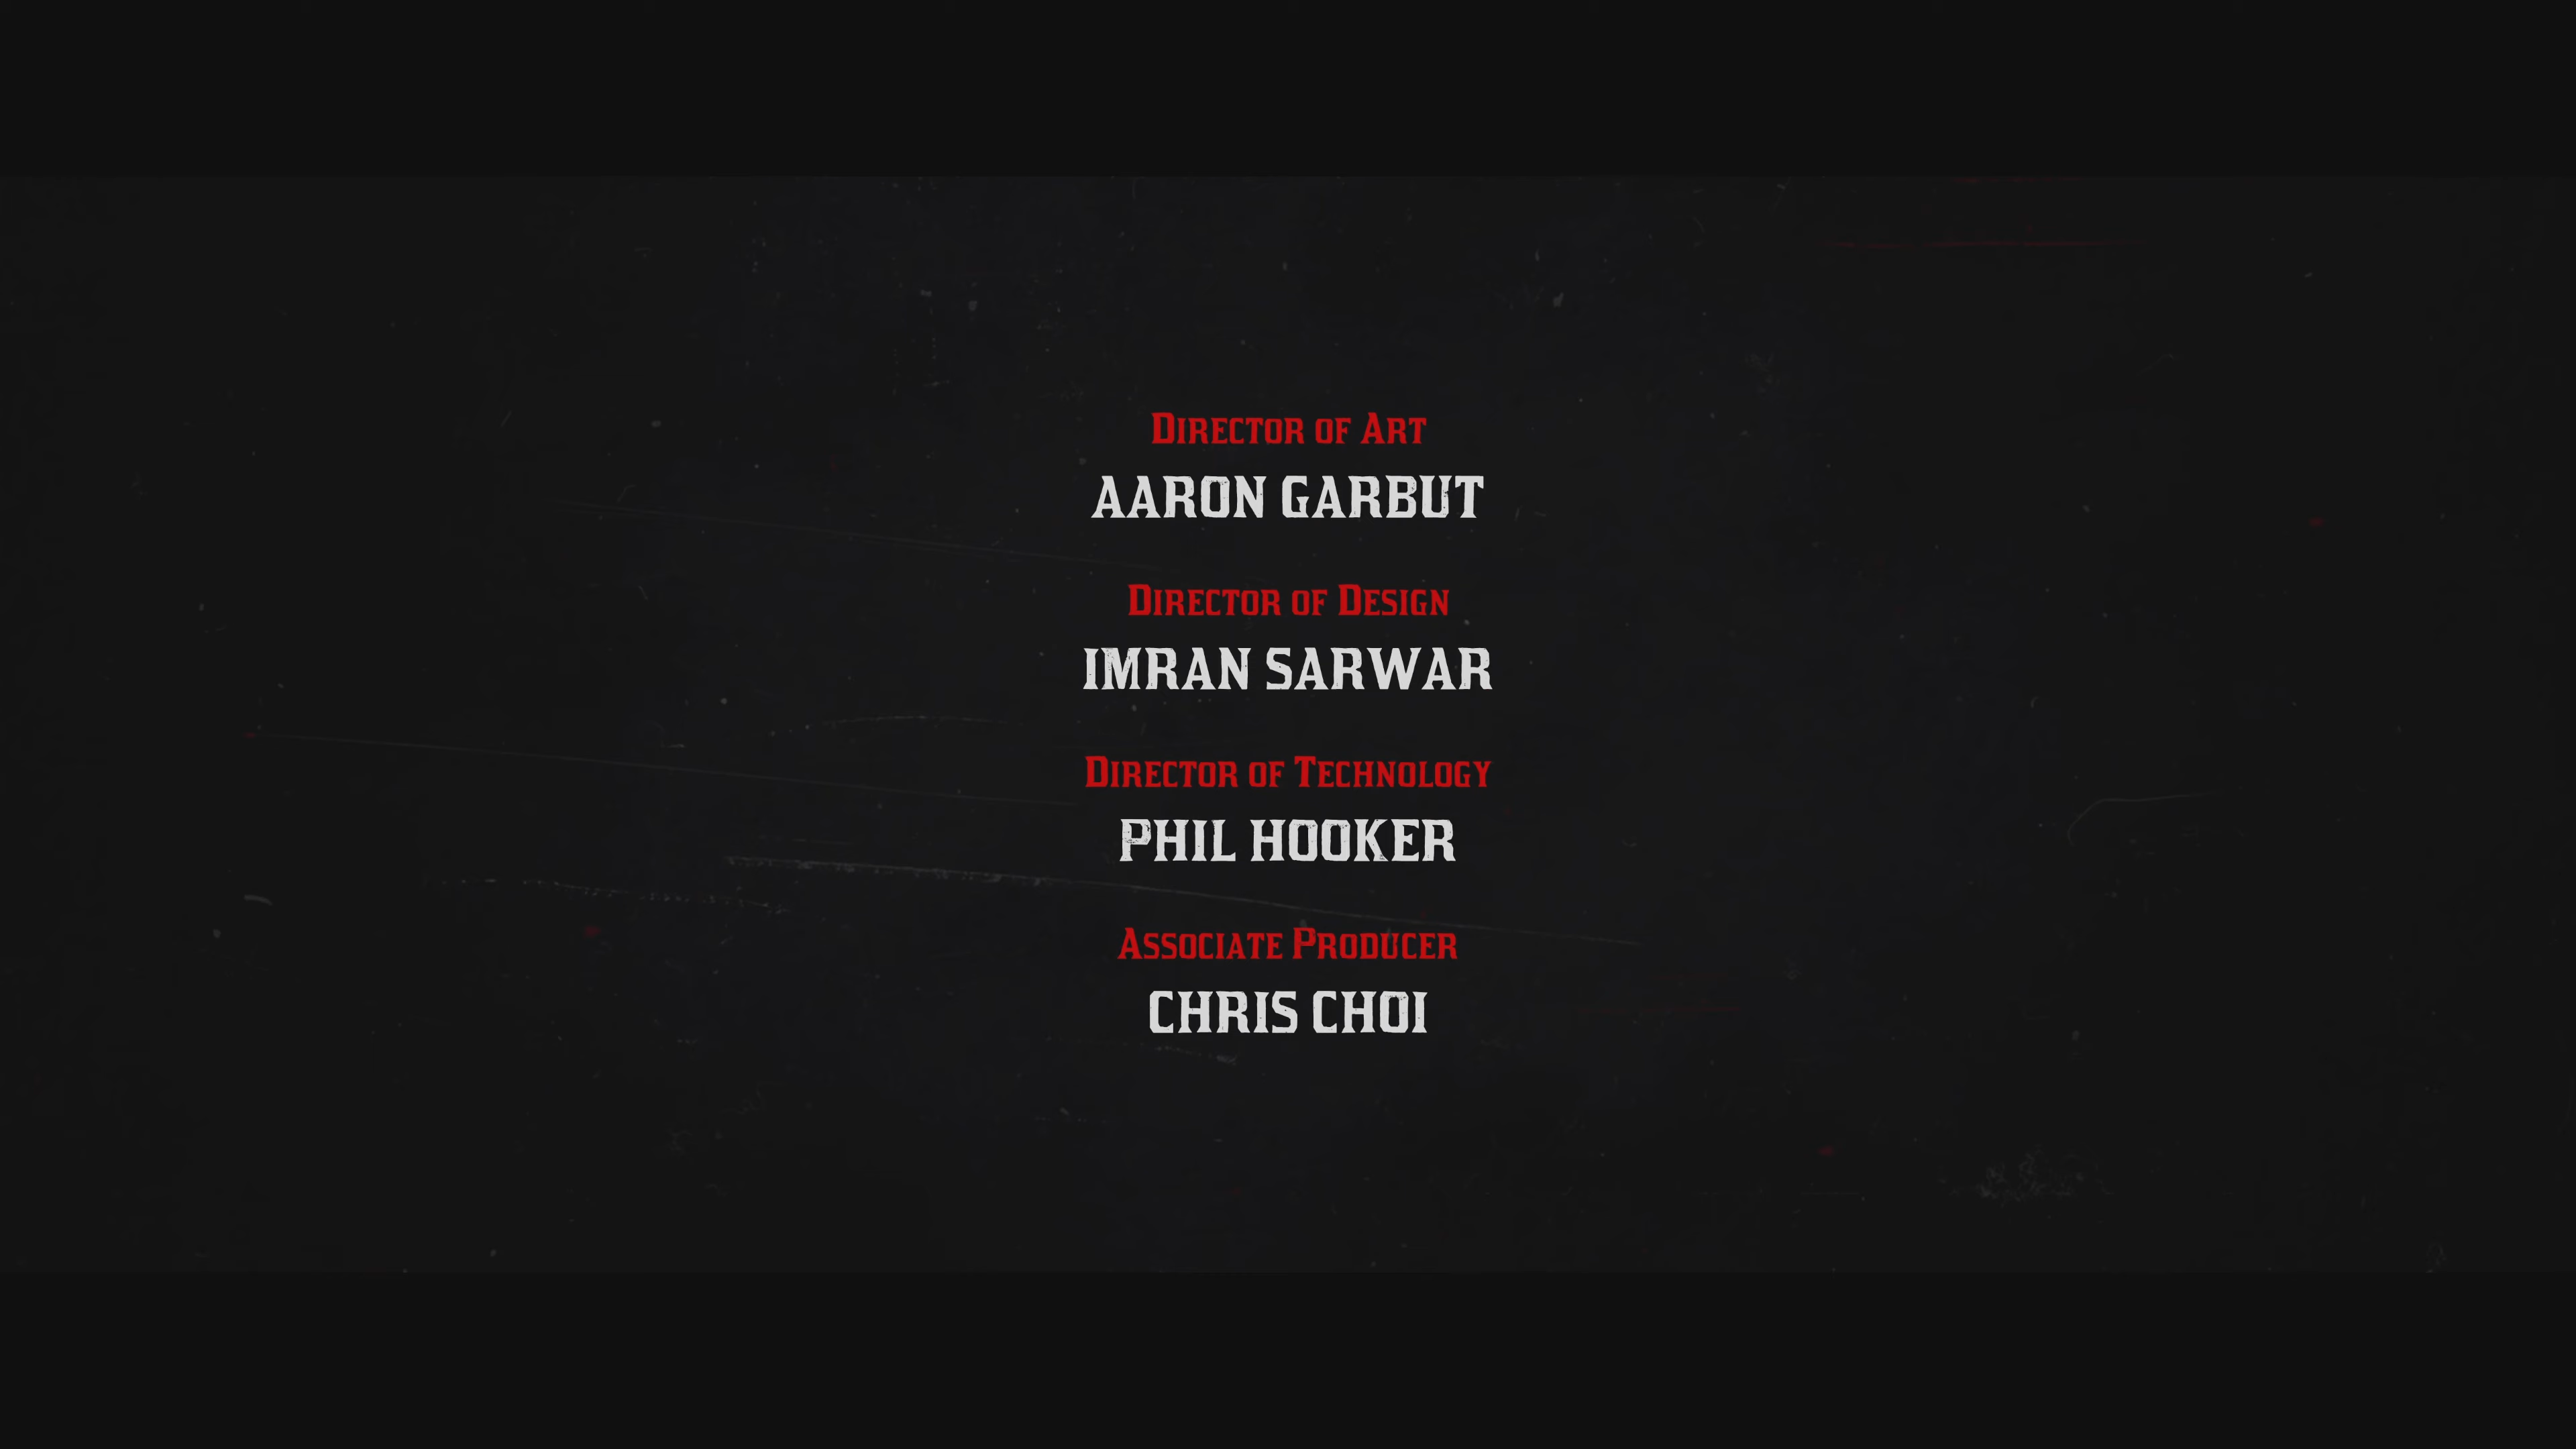 Director of Art
AARON GARBUT
Director of Design
IMRAN SARWAR
Director of Technology
PHIL HOOKER
Associate Producer
CHRIS CHOI